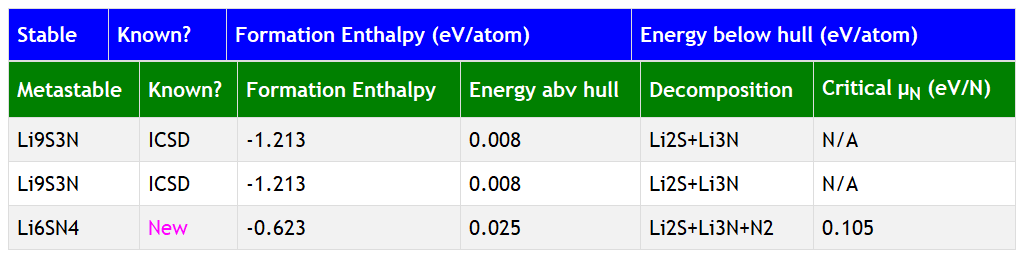 Stable Known? Formation Enthalpy (eV/atom) Energy below hull (eV/atom)
Metastable Known? Formation Enthalpy Energy abv hull Decomposition Critical μN (eV/N)
Li9S3N ICSD -1.213 0.008 Li2S+Li3N N/A
Li9S3N ICSD -1.213 0.008 Li2S+Li3N N/A
Li6SN4 New -0.623 0.025 Li2S+Li3N+N2 0.105